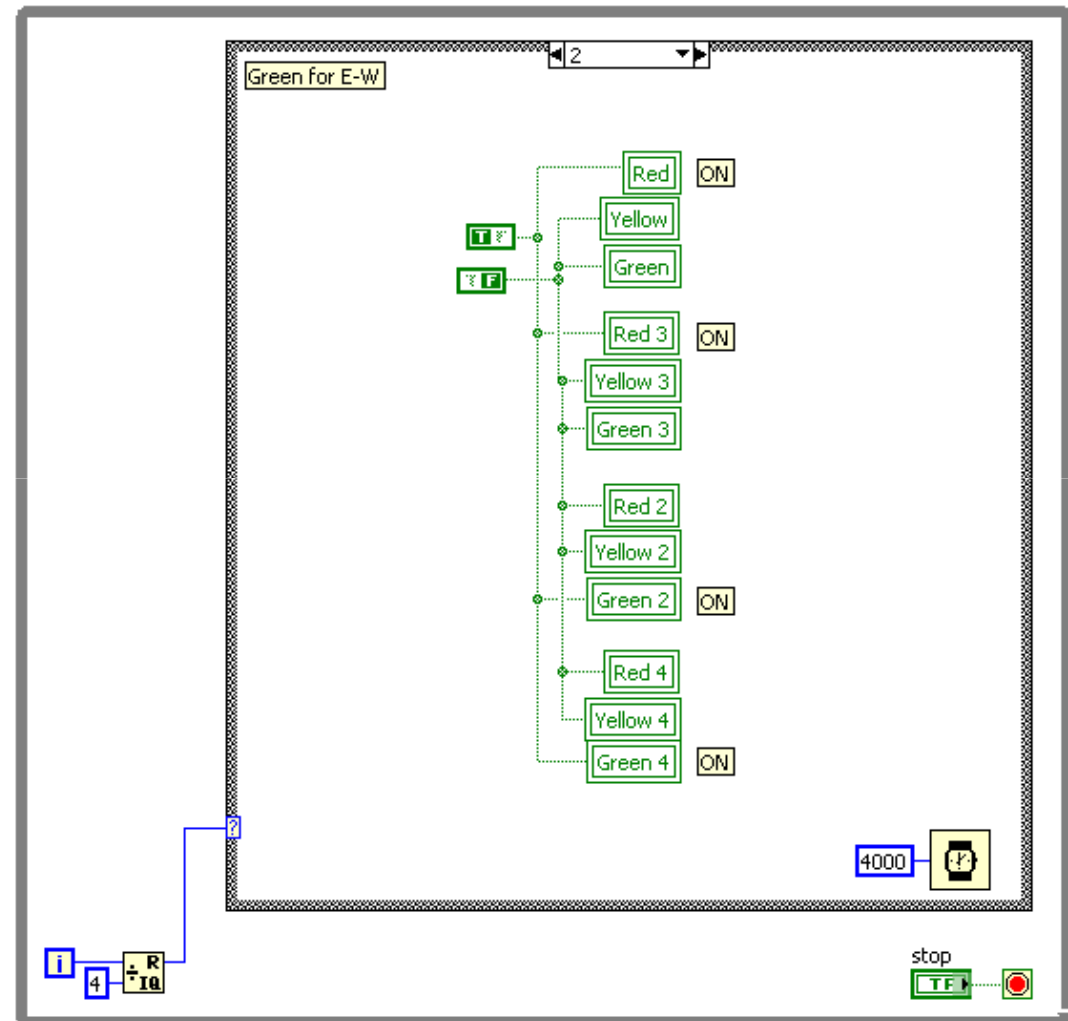 2
Green for E-W
Red ON
Yellow
T
Green
F
Red 3 ON
Yellow 3
Green 3
Red 2
Yellow 2
Green 2 ON
Red 4
Yellow 4
Green 4 ON
?
4000
i
R
4
÷ IQ
stop
TF